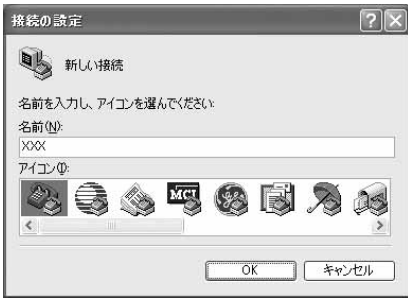 接続の設定
新しい接続
名前を入力し、アイコンを選んでください:
名前(N):
XXX
アイコン(I):
MCI
OK キャンセル